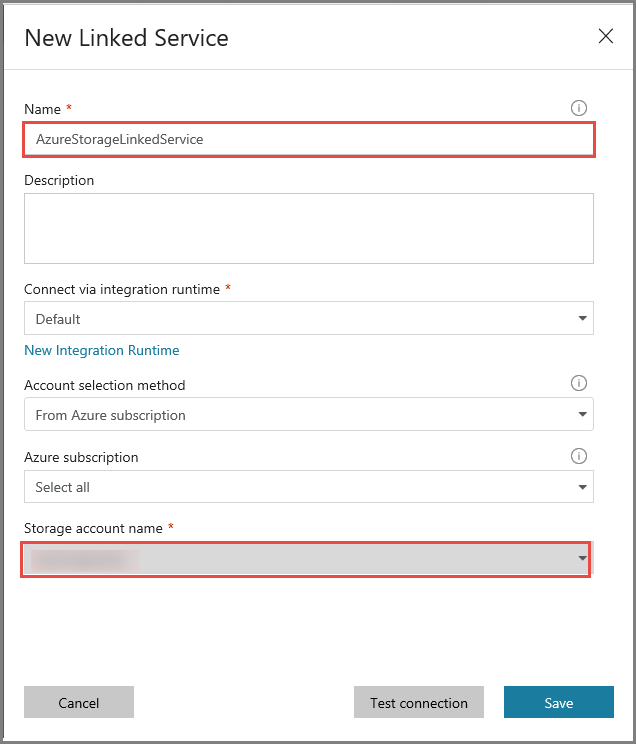 New Linked Service
Name *
AzureStorageLinkedService
Description
Connect via integration runtime *
Default
New Integration Runtime
Account selection method
From Azure subscription
Azure subscription
Select all
Storage account name *
Cancel
Test connection
Save